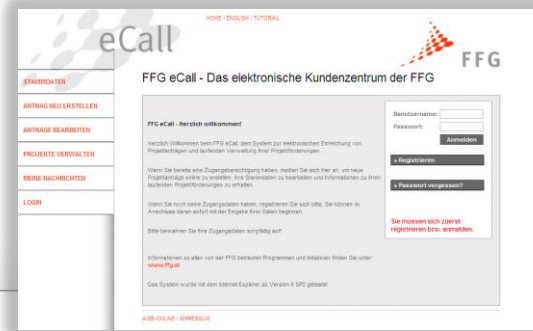 HOME | ENGLISH | TUTORIAL
eCall
FFG
FFG eCall - Das elektronische Kundenzentrum der FFG
STAMMDATEN
ANTRAG NEU ERSTELLEN
ANTRÄGE BEARBEITEN
PROJEKTE VERWALTEN
MEINE NACHRICHTEN
LOGIN
FFG eCall - Herzlich willkommen!
Herzlich Willkommen beim FFG eCall, dem System zur elektronischen Einreichung von
Projektanträgen und laufenden Verwaltung Ihrer Projektförderungen.
Wenn Sie bereits eine Zugangsberechtigung haben, melden Sie sich hier an, um neue
Projektanträge online zu erstellen, Ihre Stammdaten zu bearbeiten und Informationen zu Ihren
laufenden Projektförderungen zu erhalten.
Wenn Sie noch keine Zugangsdaten haben, registrieren Sie sich bitte, Sie können im
Anschluss daran sofort mit der Eingabe Ihrer Daten beginnen
Bitte bewahren Sie Ihre Zugangsdaten sorgfältig auf!
Informationen zu allen von der FFG betreuten Programmen und Initiativen finden Sie unter:
www.ffg.at
Das System wurde mit dem Internet Explorer ab Version 6 SP2 getestet.
Benutzername:
Passwort:
Anmelden
» Registrieren
» Passwort vergessen?
Sie müssen sich zuerst
registrieren bzw. anmelden.
AGB-ONLINE | IMPRESSUM